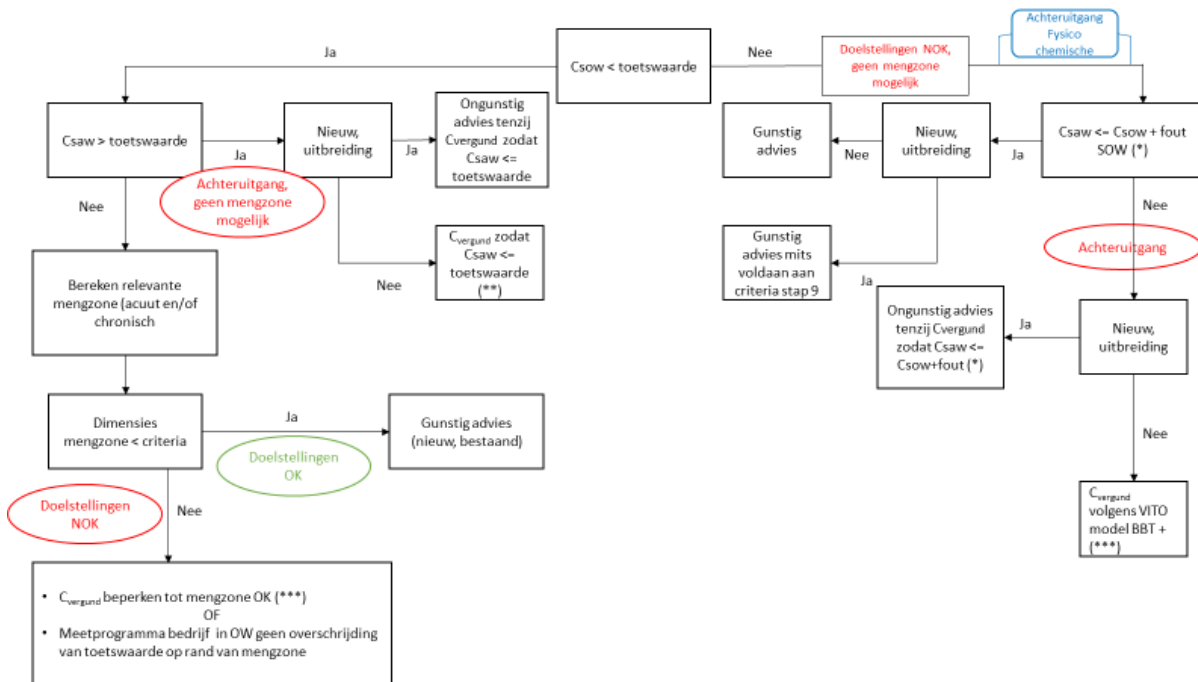 Achteruitgang
Fysico
chemische
Ja
Csow < toetswaarde
Nee
Doelstellingen NOK,
geen mengzone
mogelijk
Csaw > toetswaarde
Ja
Nieuw,
uitbreiding
Ja
Ongunstig
advies tenzij
Cvergund zodat
Csaw <=
toetswaarde
Gunstig
advies
Nee
Nieuw,
uitbreiding
Ja
Csaw <= Csow + fout
SOW (*)
Achteruitgang,
geen mengzone
mogelijk
Nee
Nee
Cvergund zodat
Csaw <=
toetswaarde
(**)
Gunstig
advies mits
voldaan aan
criteria stap 9
Ja
Nee
Achteruitgang
Bereken relevante
mengzone (acuut en/of
chronisch
Ongunstig advies
tenzij Cvergund
zodat Csaw <=
Csow+fout (*)
Ja
Nieuw,
uitbreiding
Dimensies
mengzone < criteria
Ja
Gunstig advies
(nieuw, bestaand)
Doelstellingen
OK
Nee
Doelstellingen
NOK
Nee
Cvergund
volgens VITO
model BBT +
(***)
• Cvergund beperken tot mengzone OK (***)
OF
• Meetprogramma bedrijf in OW geen overschrijding
van toetswaarde op rand van mengzone